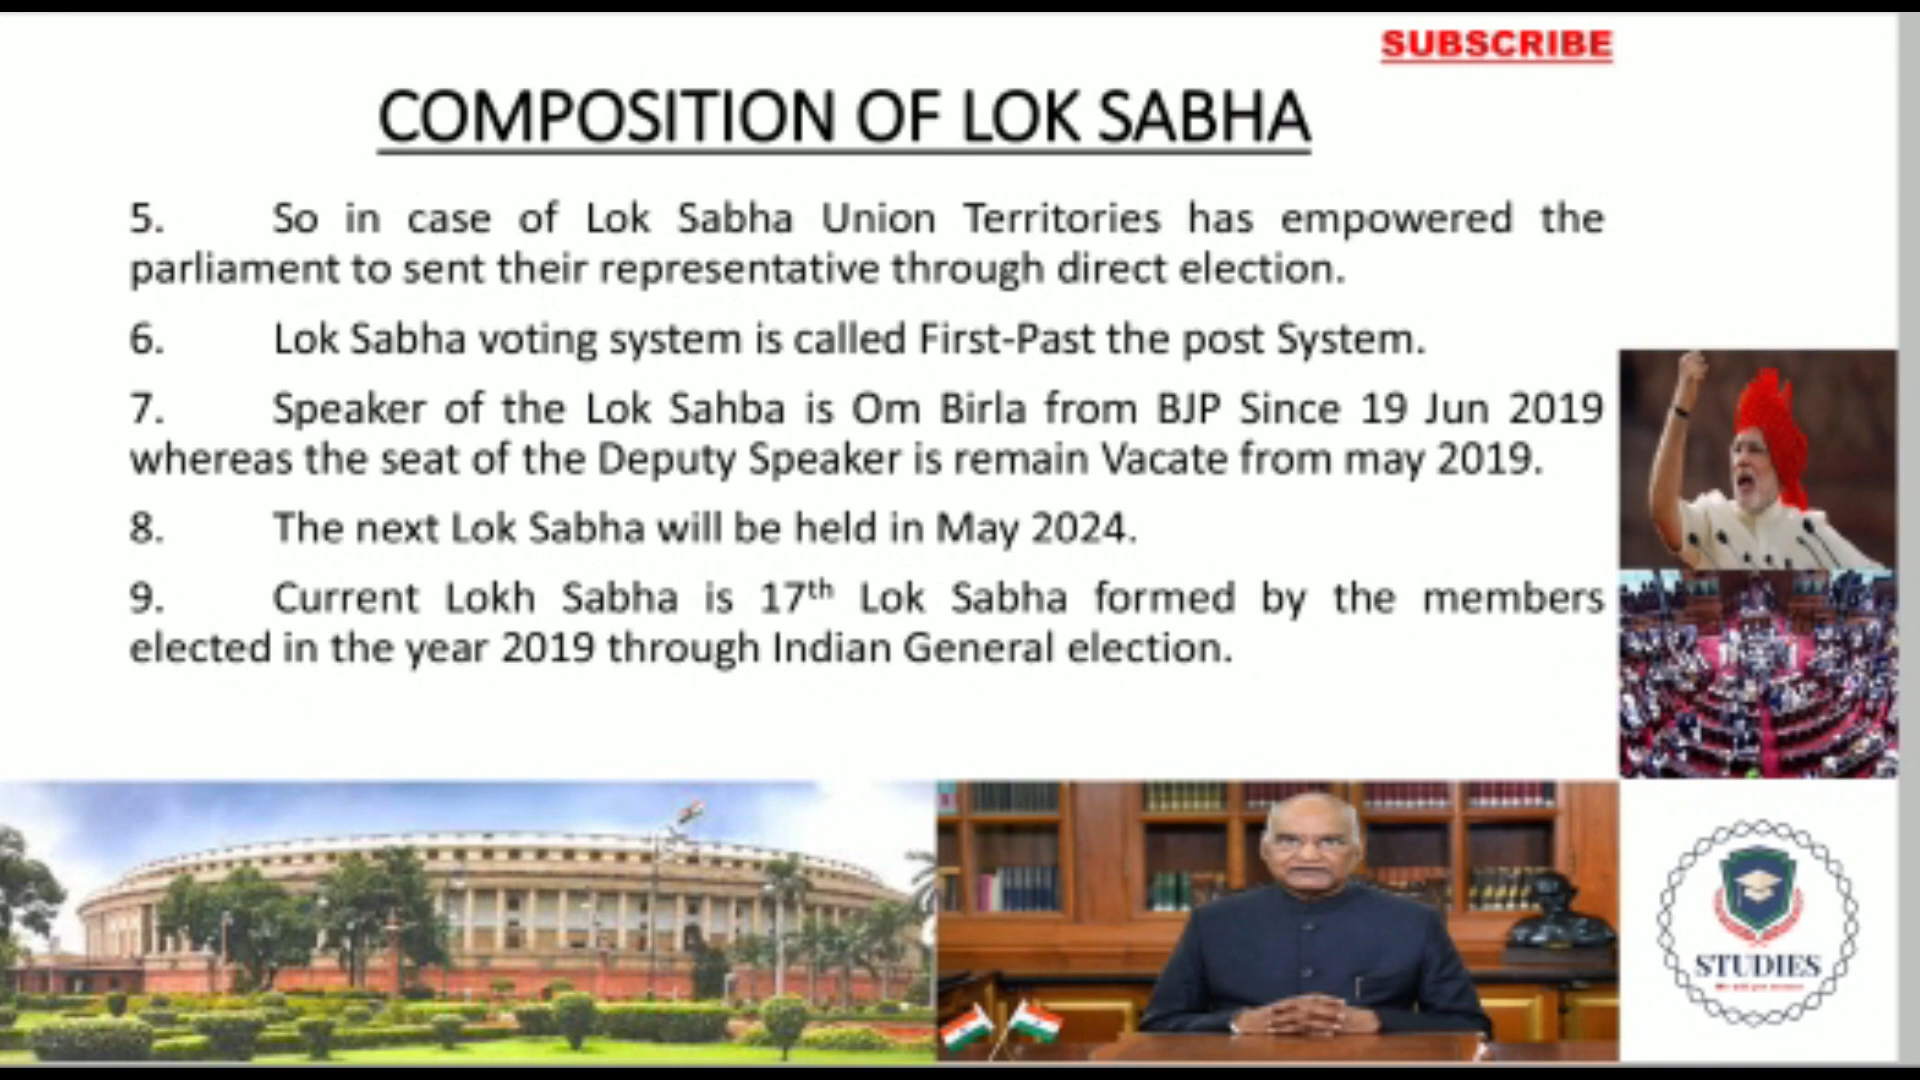 SUBSCRIBE
COMPOSITION OF LOK SABHA
5. So in case of Lok Sabha Union Territories has empowered the
parliament to sent their representative through direct election.
6. Lok Sabha voting system is called First-Past the post System.
7. Speaker of the Lok Sahba is Om Birla from BJP Since 19 Jun 2019
whereas the seat of the Deputy Speaker is remain Vacate from may 2019.
8. The next Lok Sabha will be held in May 2024.
9. Current Lokh Sabha is 17th Lok Sabha formed by the members
elected in the year 2019 through Indian General election.
STUDIES